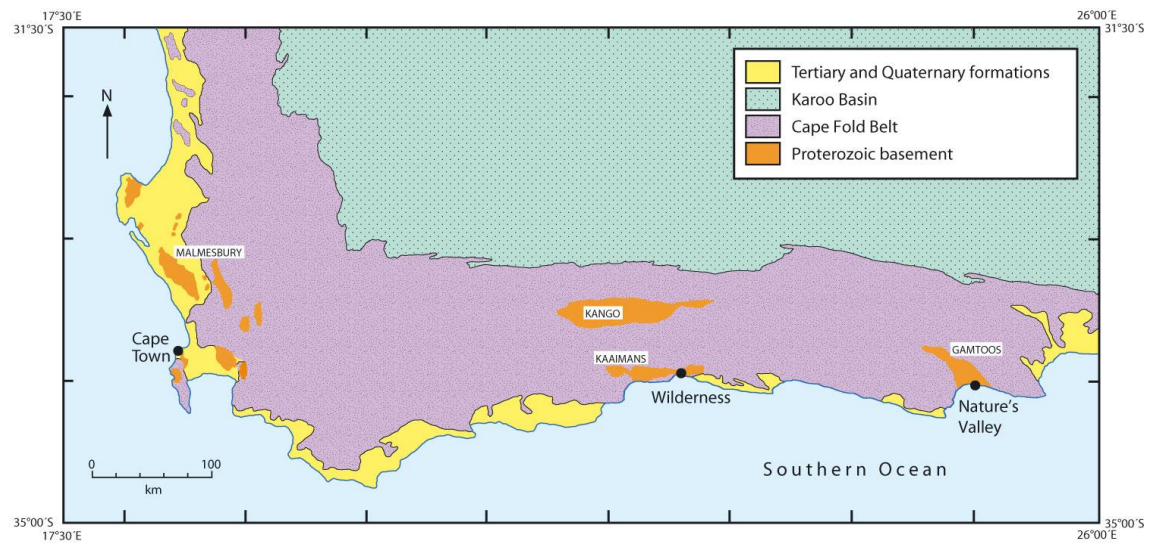 17°30´E
26°00´E
31°30´S
31°30´S
N
Tertiary and Quaternary formations
Karoo Basin
Cape Fold Belt
Proterozoic basement
MALMESBURY
KANGO
Cape
Town
KAAIMANS
GAMTOOS
Wilderness
Nature’s
Valley
0
100
km
Southern Ocean
35°00´S
35°00´S
17°30´E
26°00´E